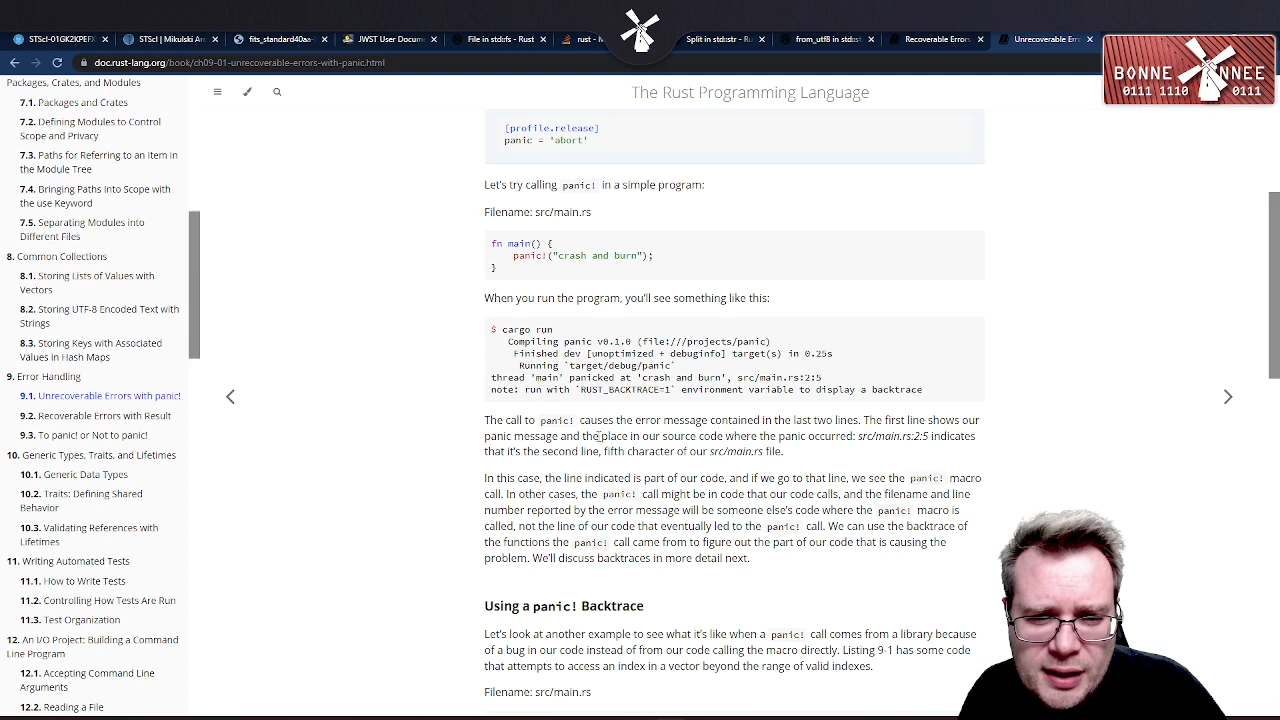 STScI-01GK2KPEFX
STScI | Mikulski Arc
fits_standard40aa-
JWST User Docume
File in std::fs - Rust
rust -
Split in std::str - Ru
from_utf8 in std::str
Recoverable Errors
Unrecoverable Err
doc.rust-lang.org/book/ch09-01-unrecoverable-errors-with-panic.html
BONNE NNEE
0111 1110 0111
Packages, Crates, and Modules
7.1. Packages and Crates
7.2. Defining Modules to Control
Scope and Privacy
7.3. Paths for Referring to an Item in
the Module Tree
7.4. Bringing Paths Into Scope with
the use Keyword
7.5. Separating Modules into
Different Files
8. Common Collections
8.1. Storing Lists of Values with
Vectors
8.2. Storing UTF-8 Encoded Text with
Strings
8.3. Storing Keys with Associated
Values in Hash Maps
9. Error Handling
9.1. Unrecoverable Errors with panic!
9.2. Recoverable Errors with Result
9.3. To panic! or Not to panic!
10. Generic Types, Traits, and Lifetimes
10.1. Generic Data Types
10.2. Traits: Defining Shared
Behavior
10.3. Validating References with
Lifetimes
11. Writing Automated Tests
11.1. How to Write Tests
11.2. Controlling How Tests Are Run
11.3. Test Organization
12. An I/O Project: Building a Command
Line Program
12.1. Accepting Command Line
Arguments
12.2. Reading a File
The Rust Programming Language
[profile.release]
panic = 'abort'
Let's try calling panic! in a simple program:
Filename: src/main.rs
fn main() {
panic!("crash and burn");
}
When you run the program, you'll see something like this:
$ cargo run
Compiling panic v0.1.0 (file:///projects/panic)
Finished dev [unoptimized + debuginfo] target(s) in 0.25s
Running `target/debug/panic`
thread 'main' panicked at 'crash and burn', src/main.rs:2:5
note: run with `RUST_BACKTRACE=1` environment variable to display a backtrace
The call to panic! causes the error message contained in the last two lines. The first line shows our
panic message and the place in our source code where the panic occurred: src/main.rs:2:5 indicates
that it's the second line, fifth character of our src/main.rs file.
In this case, the line indicated is part of our code, and if we go to that line, we see the panic! macro
call. In other cases, the panic! call might be in code that our code calls, and the filename and line
number reported by the error message will be someone else's code where the panic! macro is
called, not the line of our code that eventually led to the panic! call. We can use the backtrace of
the functions the panic! call came from to figure out the part of our code that is causing the
problem. We'll discuss backtraces in more detail next.
Using a panic! Backtrace
Let's look at another example to see what it's like when a panic! call comes from a library because
of a bug in our code instead of from our code calling the macro directly. Listing 9-1 has some code
that attempts to access an index in a vector beyond the range of valid indexes.
Filename: src/main.rs